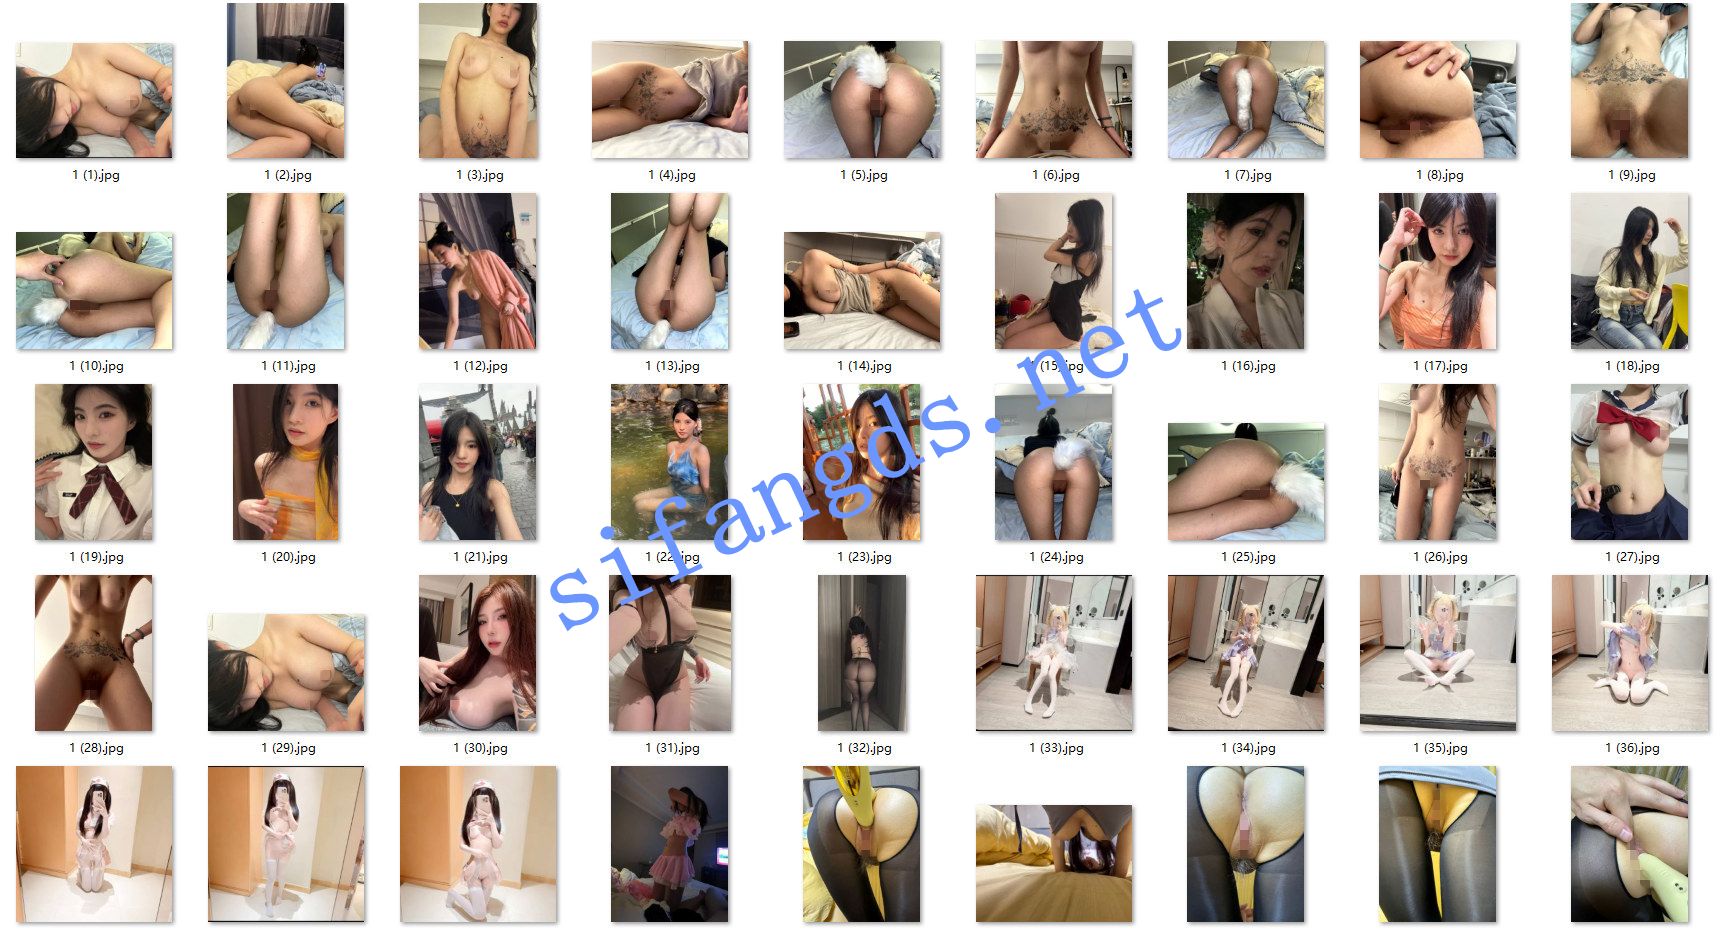 1 (1).jpg
1 (2).jpg
1 (3).jpg
1 (4).jpg
1 (5).jpg
1 (6).jpg
1 (7).jpg
1 (8).jpg
1 (9).jpg
1 (10).jpg
1 (11).jpg
1 (12).jpg
1 (13).jpg
1 (14).jpg
1 (15).jpg
1 (16).jpg
1 (17).jpg
1 (18).jpg
sifangds.net
1 (19).jpg
1 (20).jpg
1 (21).jpg
1 (22).jpg
1 (23).jpg
1 (24).jpg
1 (25).jpg
1 (26).jpg
1 (27).jpg
1 (28).jpg
1 (29).jpg
1 (30).jpg
1 (31).jpg
1 (32).jpg
1 (33).jpg
1 (34).jpg
1 (35).jpg
1 (36).jpg